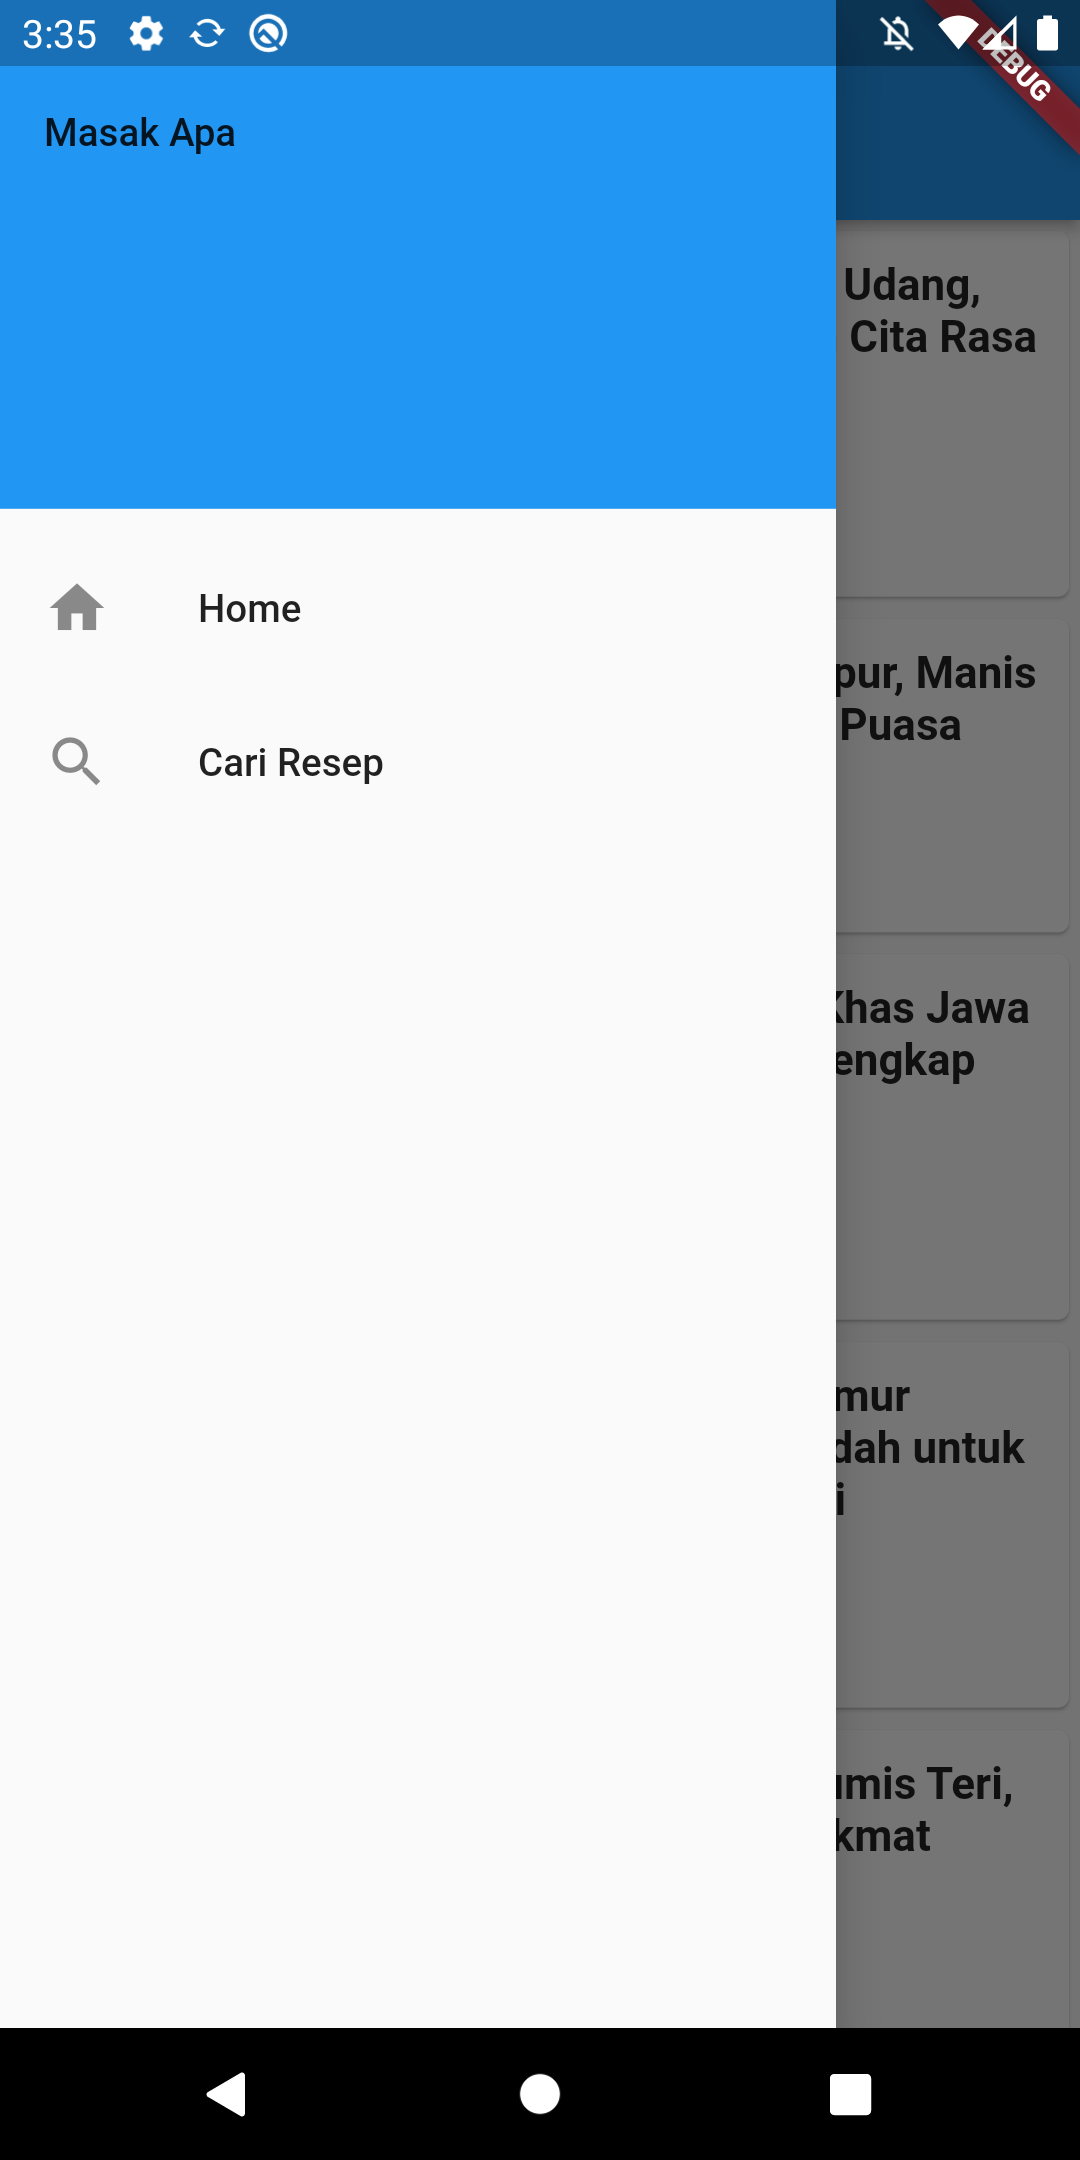 3:35
DEBUG
Masak Apa
Home
Cari Resep
Udang,
Cita Rasa
pur, Manis
Puasa
Khas Jawa
engkap
mur
dah untuk
i
umis Teri,
kmat